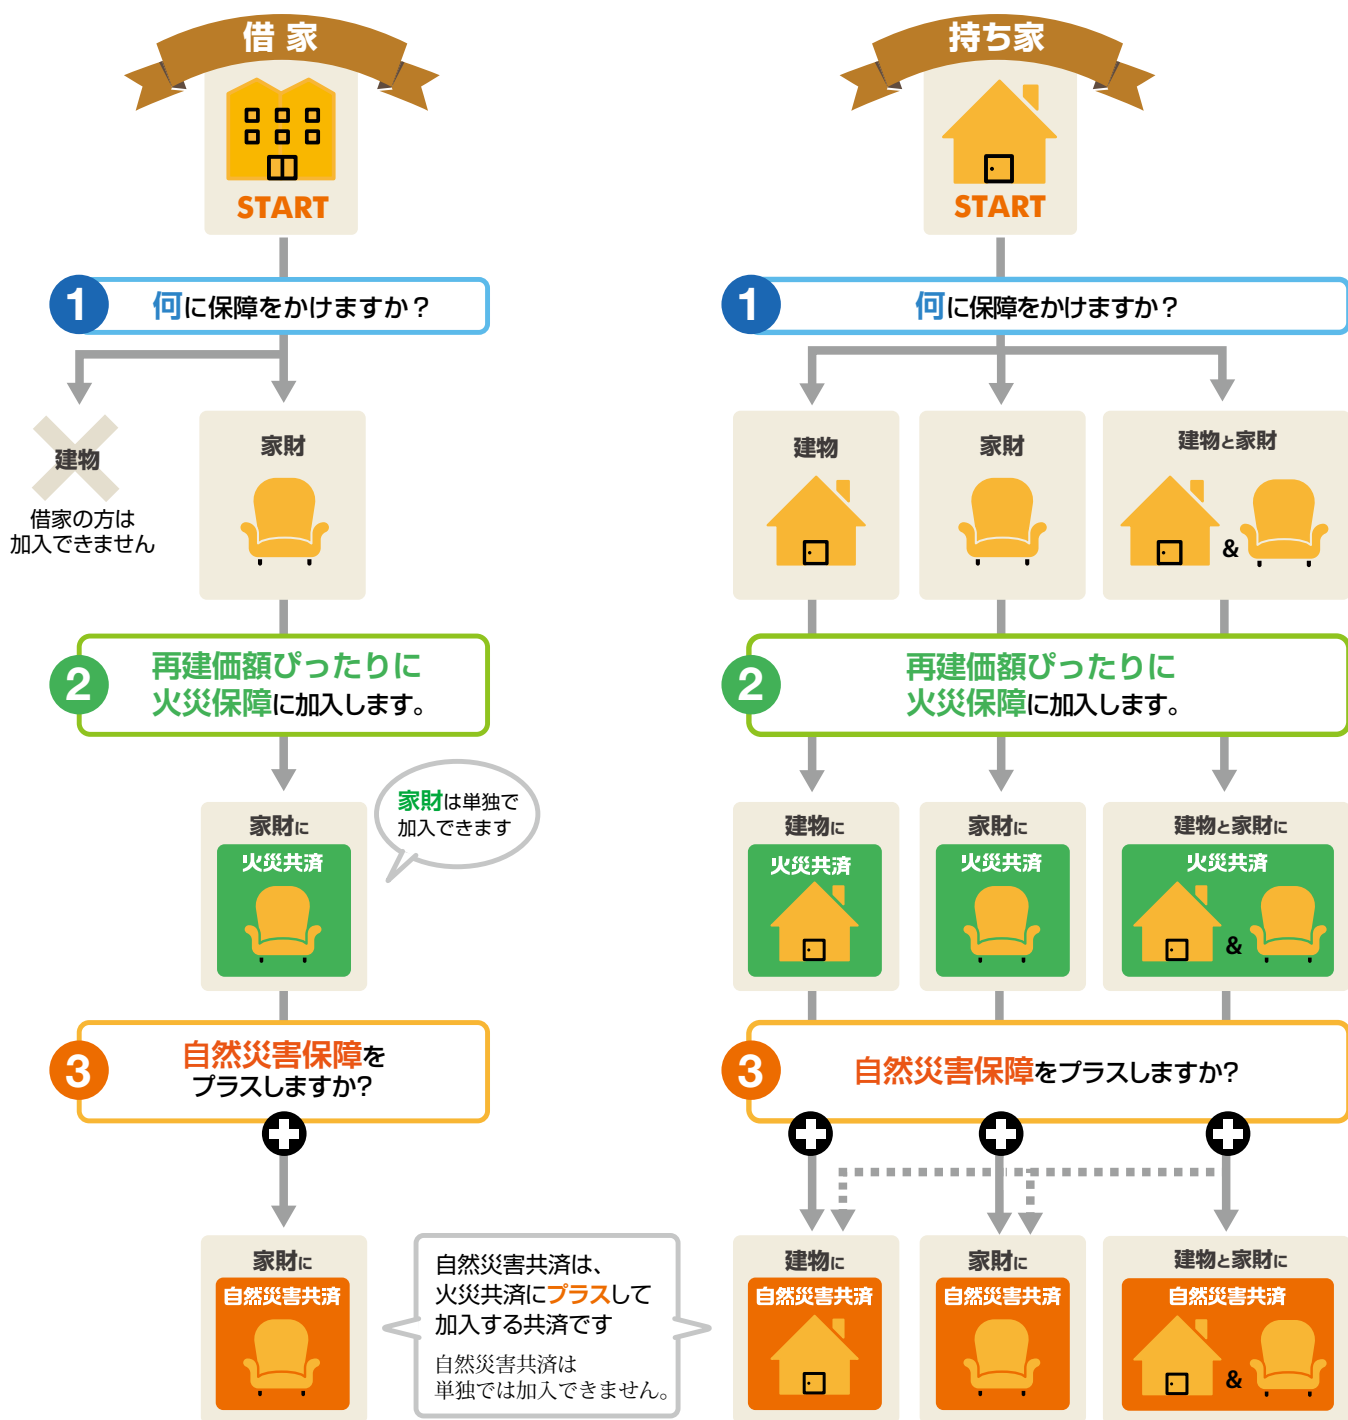 借家
START
1
何に保障をかけますか？
建物
借家の方は
加入できません
家財
2
再建価額ぴったりに
火災保障に加入します。
家財は単独で
加入できます
家財に
火災共済
3
自然災害保障を
プラスしますか?
家財に
自然災害共済
自然災害共済は、
火災共済にプラスして
加入する共済です
自然災害共済は
単独では加入できません。
持ち家
START
1
何に保障をかけますか？
建物
家財
建物と家財
&
2
再建価額ぴったりに
火災保障に加入します。
建物に
火災共済
家財に
火災共済
建物と家財に
火災共済
&
3
自然災害保障をプラスしますか?
建物に
自然災害共済
家財に
自然災害共済
建物と家財に
自然災害共済
&